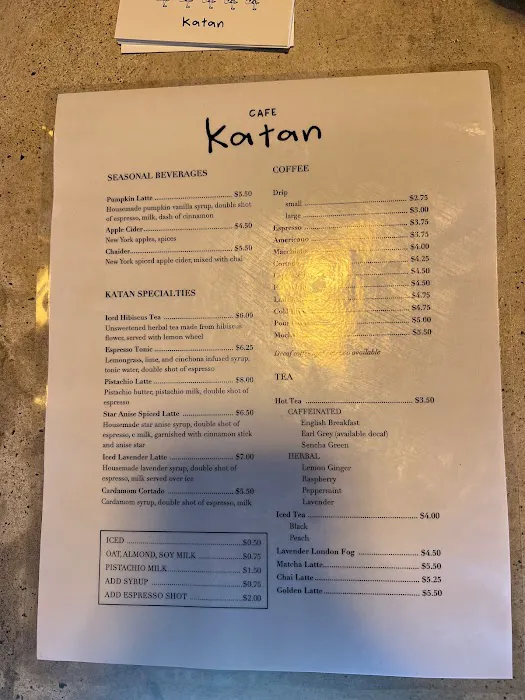 Katan
CAFE
Katan
SEASONAL BEVERAGES
Pumpkin Latte $5.50
Housemade pumpkin vanilla syrup, double shot
of espresso, milk, dash of cinnamon
Apple Cider $4.50
New York apples, spices
Chaider $5.50
New York spiced apple cider, mixed with chai
KATAN SPECIALTIES
Iced Hibiscus Tea $6.00
Unsweetened herbal tea made from hibiscus
flower, served with lemon wheel
Espresso Tonic $6.25
Lemongrass, lime, and cinchona infused syrup,
tonic water, double shot of espresso
Pistachio Latte $8.00
Pistachio butter, pistachio milk, double shot of
espresso
Star Anise Spiced Latte $6.50
Housemade star anise syrup, double shot of
espresso, e milk, garnished with cinnamon stick
and anise star
Iced Lavender Latte $7.00
Housemade lavender syrup, double shot of
espresso, milk served over ice
Cardamom Cortado $5.50
Cardamom syrup, double shot of espresso, milk
ICED $0.50
OAT, ALMOND, SOY MILK $0.75
PISTACHIO MILK $1.50
ADD SYRUP $0.75
ADD ESPRESSO SHOT $2.00
COFFEE
Drip
small $2.75
large $3.00
Espresso $3.75
Americano $3.75
Macchiato $4.00
$4.25
$4.50
$4.50
$4.75
Cold $4.75
Pour $5.00
$5.50
Decaf available
TEA
Hot Tea $3.50
CAFFEINATED
English Breakfast
Earl Grey (available decaf)
Sencha Green
HERBAL
Lemon Ginger
Raspberry
Peppermint
Lavender
Iced Tea $4.00
Black
Peach
Lavender London Fog $4.50
Matcha Latte $5.50
Chai Latte $5.25
Golden Latte $5.50